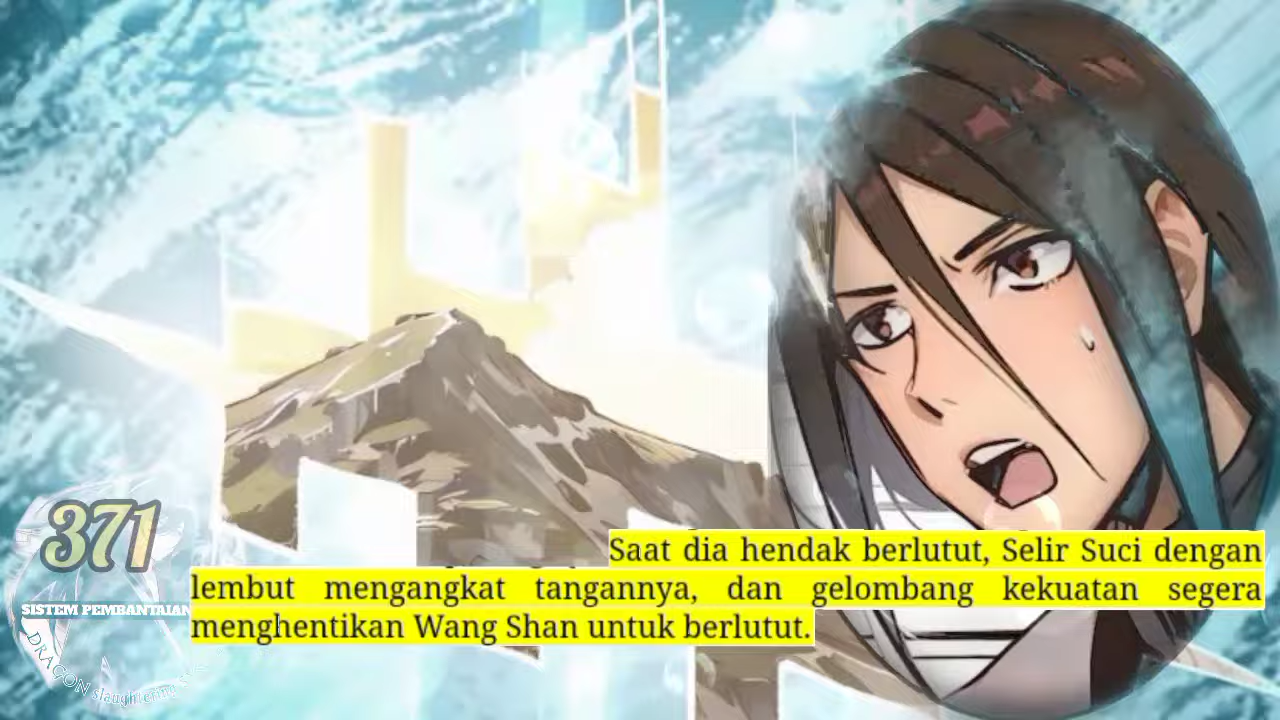 Saat dia hendak berlutut, Selir Suci dengan
lembut mengangkat tangannya, dan gelombang kekuatan segera
menghentikan Wang Shan untuk berlutut.
371
SISTEM PEMBANTAIAN
DRAGON slaughtering